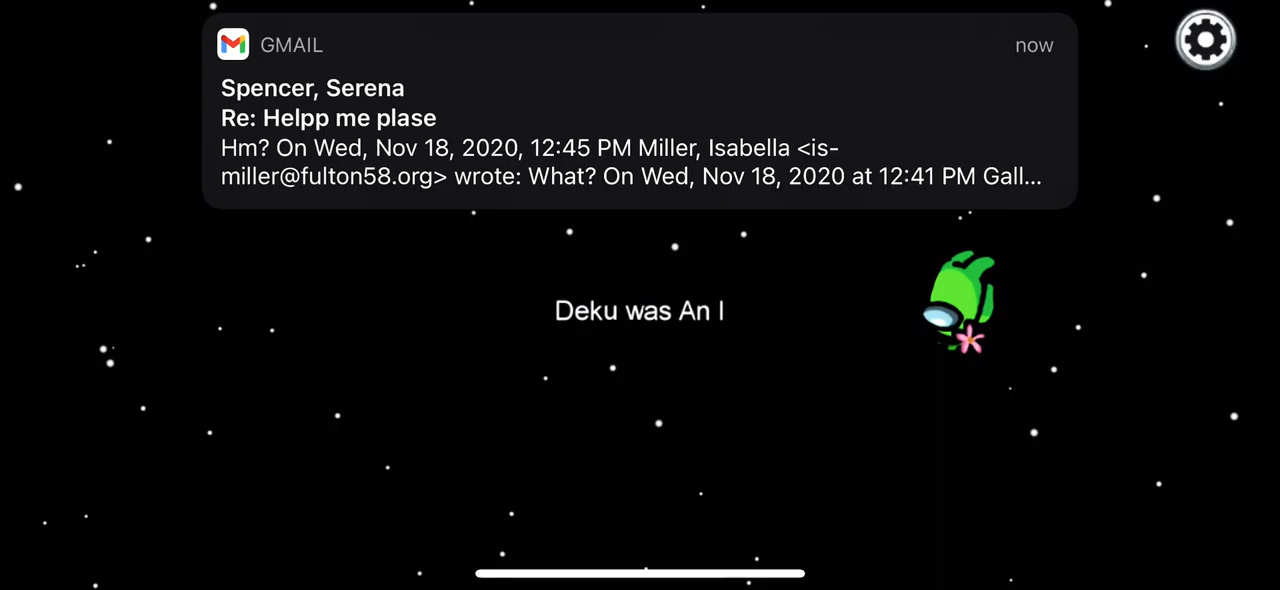 GMAIL
now
Spencer, Serena
Re: Helpp me plase
Hm? On Wed, Nov 18, 2020, 12:45 PM Miller, Isabella <is-
miller@fulton58.org> wrote: What? On Wed, Nov 18, 2020 at 12:41 PM Gall...
Deku was An I